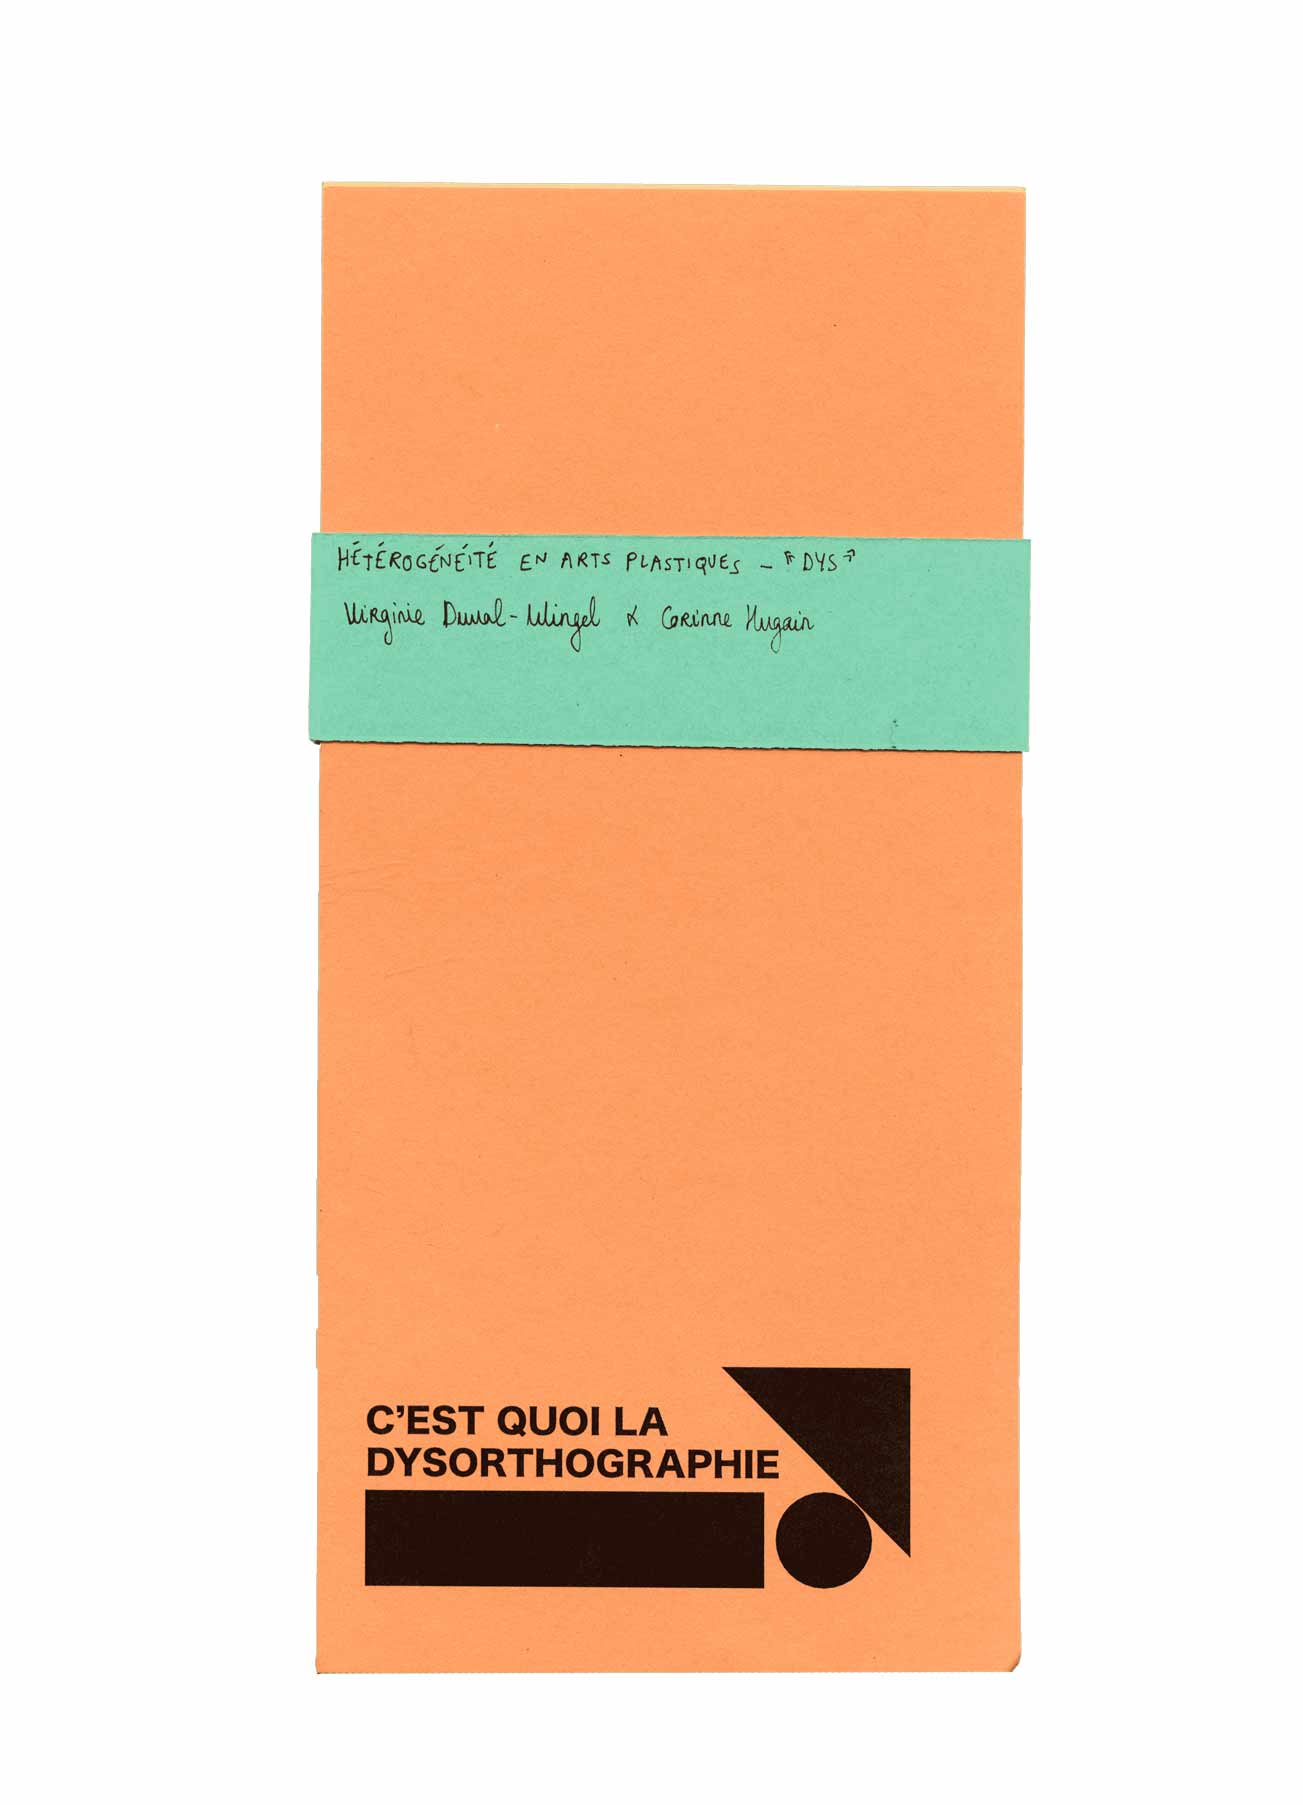 HÉTÉROGÉNÉITÉ EN ARTS PLASTIQUES – "DYS"
Virginie Duval-Wingel & Corinne Hugain
C'EST QUOI LA
DYSORTHOGRAPHIE